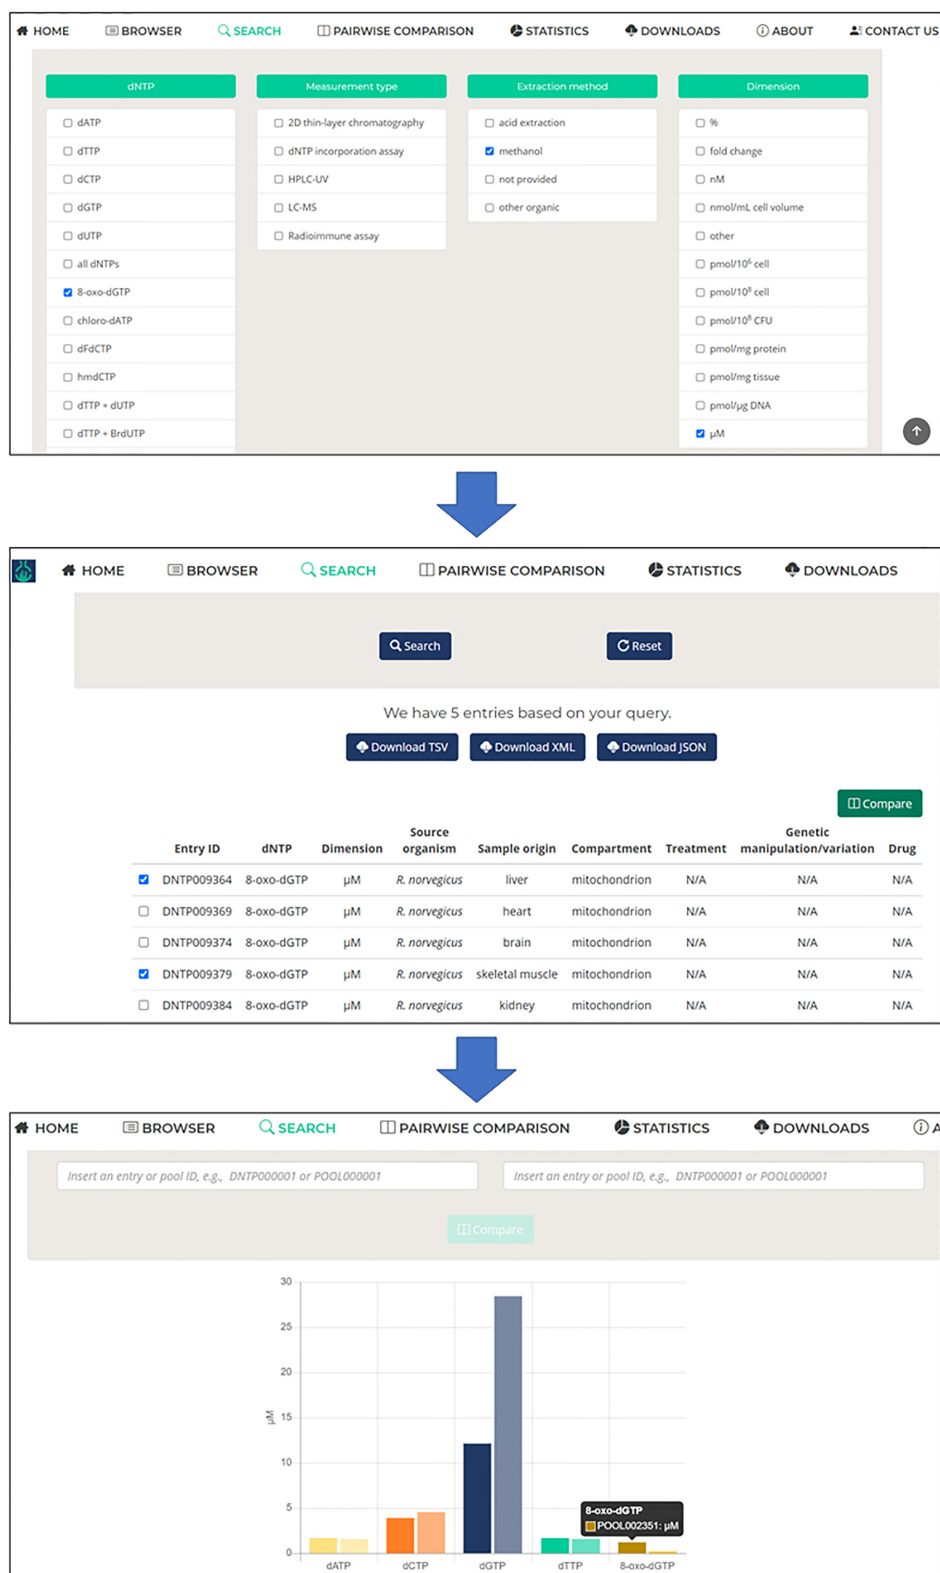 HOME BROWSER SEARCH PAIRWISE COMPARISON STATISTICS DOWNLOADS ABOUT CONTACT US
dNTP Measurement type Extraction method Dimension
dATP 2D thin-layer chromatography acid extraction %
dTTP dNTP incorporation assay methanol fold change
dCTP HPLC-UV not provided nM
dGTP LC-MS other organic nmol/mL cell volume
dUTP Radioimmune assay other
all dNTPs pmol/10⁶ cell
8-oxo-dGTP pmol/10⁸ cell
chloro-dATP pmol/10⁸ CFU
dFdCTP pmol/mg protein
hmdCTP pmol/mg tissue
dTTP + dUTP pmol/µg DNA
dTTP + BrdUTP µM
HOME BROWSER SEARCH PAIRWISE COMPARISON STATISTICS DOWNLOADS
Search Reset
We have 5 entries based on your query.
Download TSV Download XML Download JSON
Compare
Entry ID dNTP Dimension Source organism Sample origin Compartment Treatment Genetic manipulation/variation Drug
DNTP009364 8-oxo-dGTP µM R. norvegicus liver mitochondrion N/A N/A N/A
DNTP009369 8-oxo-dGTP µM R. norvegicus heart mitochondrion N/A N/A N/A
DNTP009374 8-oxo-dGTP µM R. norvegicus brain mitochondrion N/A N/A N/A
DNTP009379 8-oxo-dGTP µM R. norvegicus skeletal muscle mitochondrion N/A N/A N/A
DNTP009384 8-oxo-dGTP µM R. norvegicus kidney mitochondrion N/A N/A N/A
HOME BROWSER SEARCH PAIRWISE COMPARISON STATISTICS DOWNLOADS A
Insert an entry or pool ID, e.g., DNTP000001 or POOL000001 Insert an entry or pool ID, e.g., DNTP000001 or POOL000001
Compare
30
25
20
15
µM
10
5
8-oxo-dGTP
POOL002351: µM
0
dATP dCTP dGTP dTTP 8-oxo-dGTP